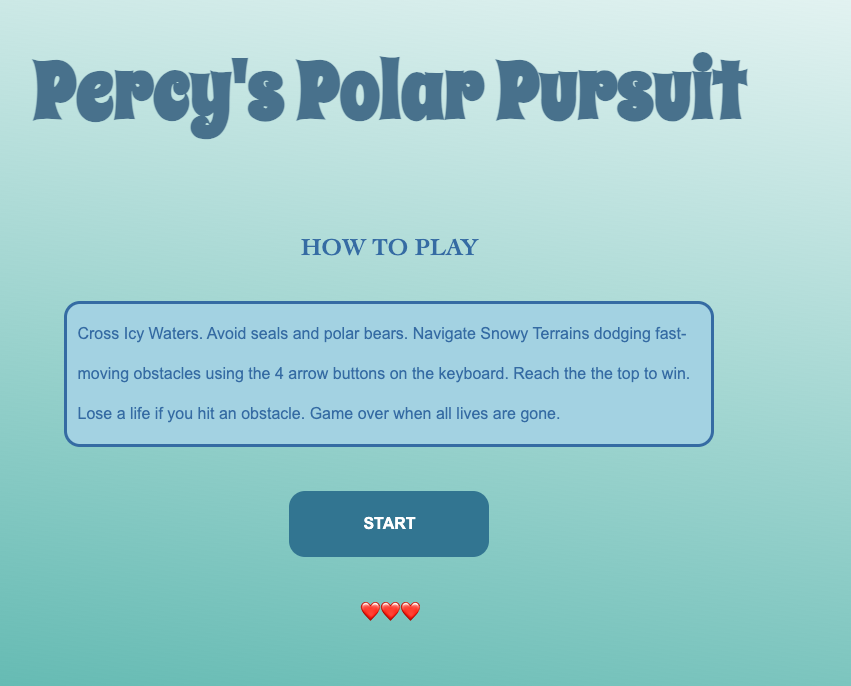 Percy's Polar Pursuit
HOW TO PLAY
Cross Icy Waters. Avoid seals and polar bears. Navigate Snowy Terrains dodging fast-
moving obstacles using the 4 arrow buttons on the keyboard. Reach the the top to win.
Lose a life if you hit an obstacle. Game over when all lives are gone.
START